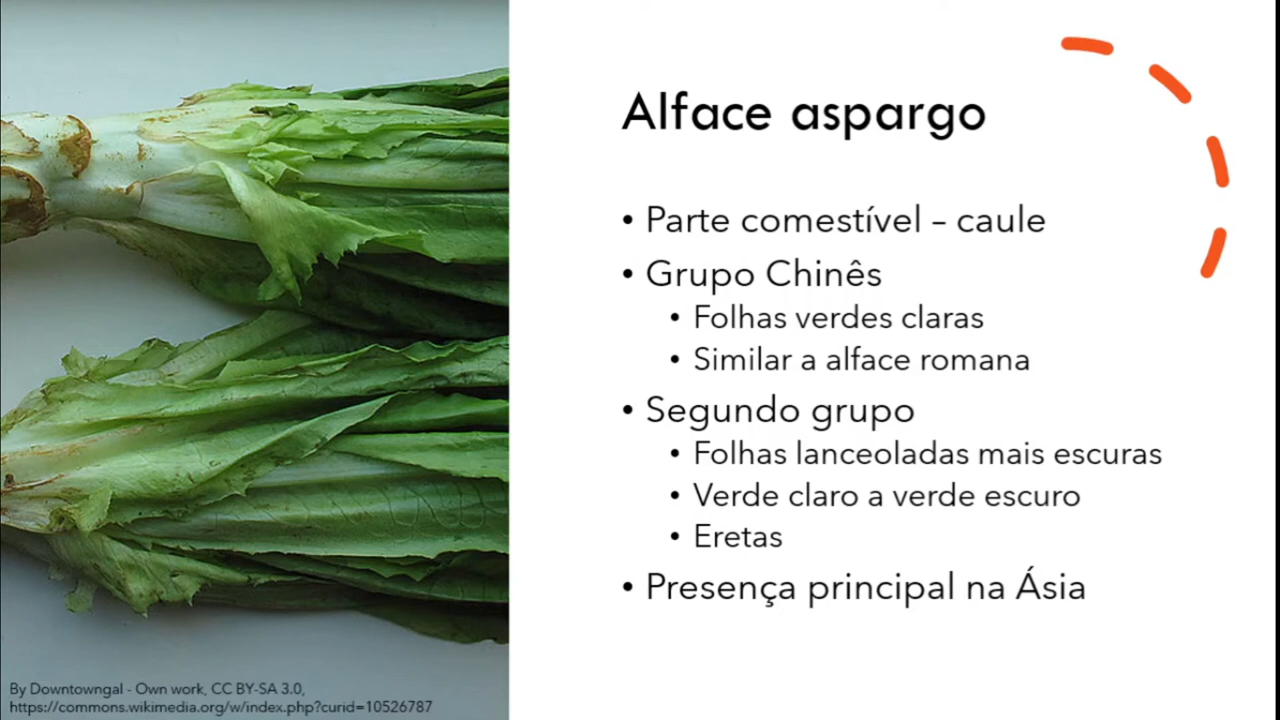 Alface aspargo
• Parte comestível – caule
• Grupo Chinês
• Folhas verdes claras
• Similar a alface romana
• Segundo grupo
• Folhas lanceoladas mais escuras
• Verde claro a verde escuro
• Eretas
• Presença principal na Ásia
By Downtowngal - Own work, CC BY-SA 3.0,
https://commons.wikimedia.org/w/index.php?curid=10526787